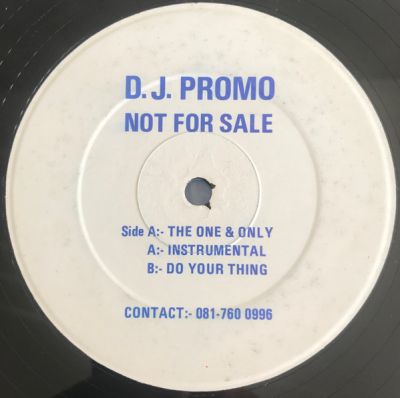 D.J. PROMO
NOT FOR SALE
Side A:- THE ONE & ONLY
A:- INSTRUMENTAL
B:- DO YOUR THING
CONTACT:- 081-760 0996